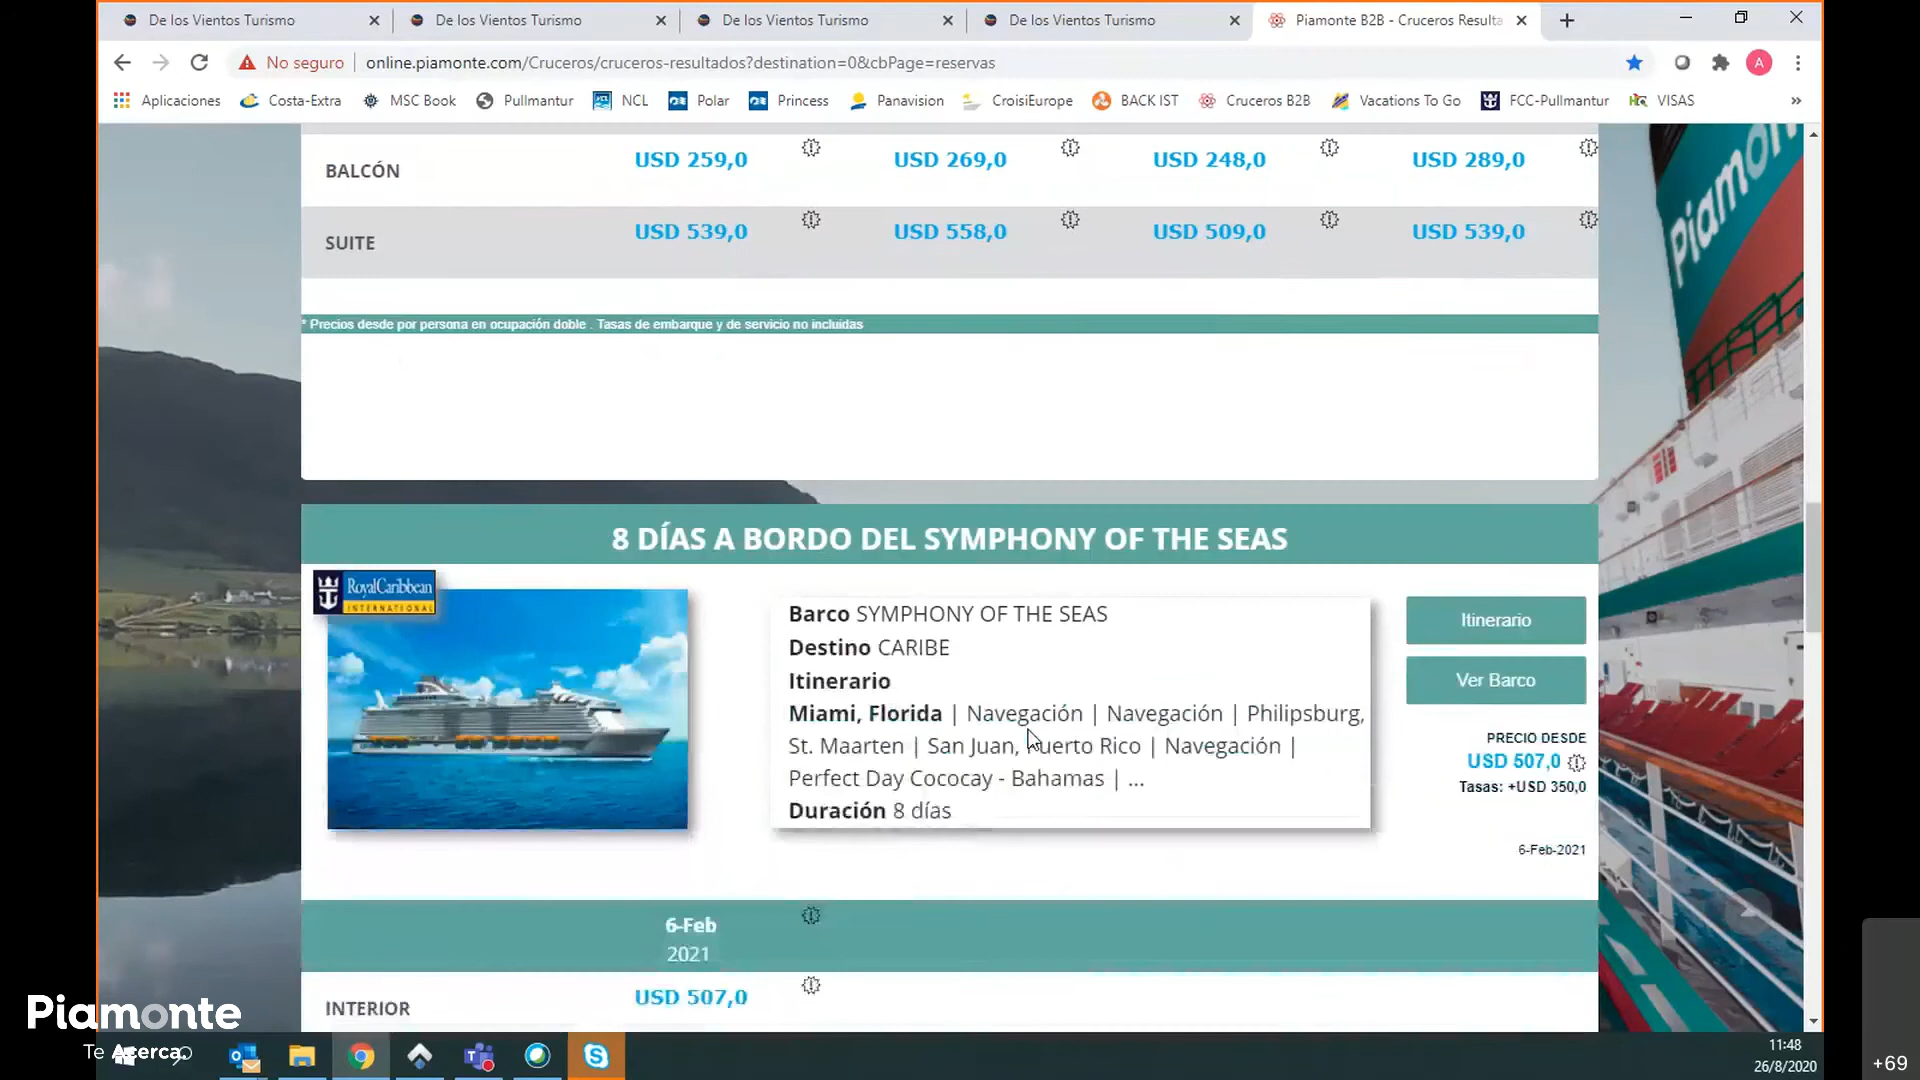 De los Vientos Turismo
De los Vientos Turismo
De los Vientos Turismo
De los Vientos Turismo
Piamonte B2B - Cruceros Resulta
No seguro
online.piamonte.com/Cruceros/cruceros-resultados?destination=0&cbPage=reservas
A
Aplicaciones
Costa-Extra
MSC Book
Pullmantur
NCL
Polar
Princess
Panavision
CroisiEurope
BACK IST
Cruceros B2B
Vacations To Go
FCC-Pullmantur
VISAS
BALCÓN USD 259,0 USD 269,0 USD 248,0 USD 289,0
SUITE USD 539,0 USD 558,0 USD 509,0 USD 539,0
* Precios desde por persona en ocupación doble . Tasas de embarque y de servicio no incluidas
Piamon
8 DÍAS A BORDO DEL SYMPHONY OF THE SEAS
RoyalCaribbean
INTERNATIONAL
Barco SYMPHONY OF THE SEAS
Destino CARIBE
Itinerario
Miami, Florida | Navegación | Navegación | Philipsburg,
St. Maarten | San Juan, Puerto Rico | Navegación |
Perfect Day Cococay - Bahamas | ...
Duración 8 días
Itinerario
Ver Barco
PRECIO DESDE
USD 507,0
Tasas: +USD 350,0
6-Feb-2021
6-Feb
2021
INTERIOR USD 507,0
Piamonte
Te Acerca.
11:48
26/8/2020
+69